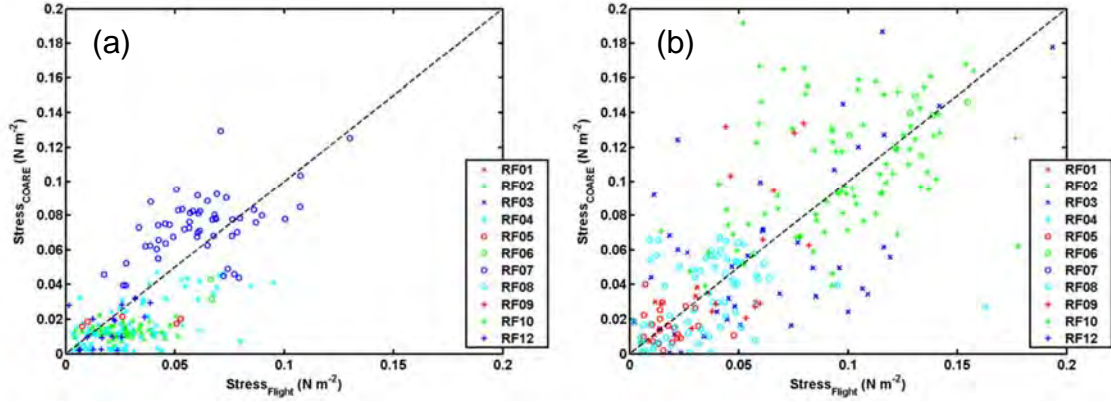 (a)
0.2
0.18
0.16
0.14
0.12
0.1
0.08
0.06
0.04
0.02
0
0 0.05 0.1 0.15 0.2
Stress_COARE (N m^-2)
Stress_Flight (N m^-2)
RF01
RF02
RF03
RF04
RF05
RF06
RF07
RF08
RF09
RF10
RF12
(b)
0.2
0.18
0.16
0.14
0.12
0.1
0.08
0.06
0.04
0.02
0
0 0.05 0.1 0.15 0.2
Stress_COARE (N m^-2)
Stress_Flight (N m^-2)
RF01
RF02
RF03
RF04
RF05
RF06
RF07
RF08
RF09
RF10
RF12